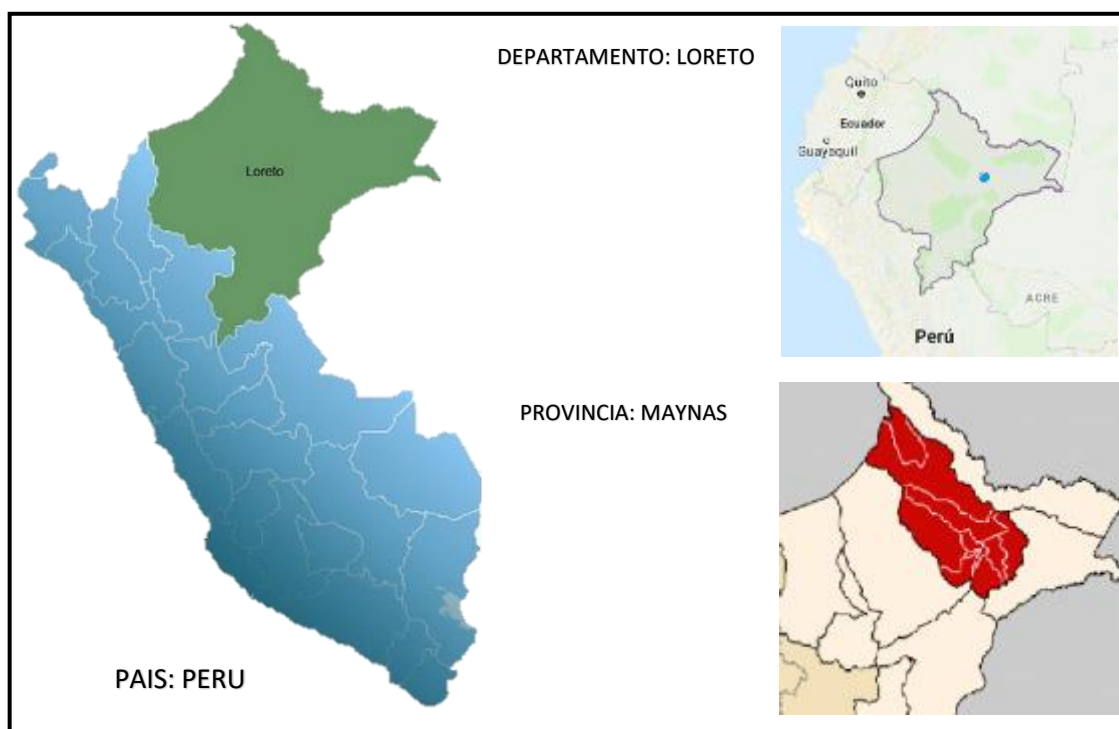 DEPARTAMENTO: LORETO
Quito
Ecuador
Guayaquil
ACRE
Perú
Loreto
PROVINCIA: MAYNAS
PAIS: PERU